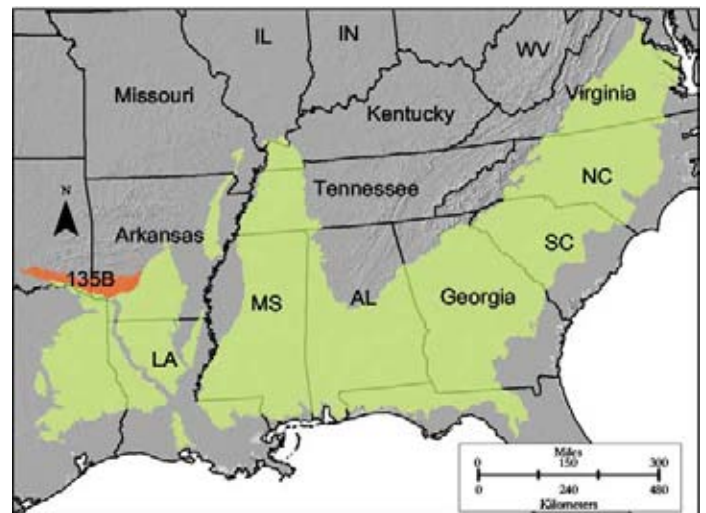 IL
IN
WV
Missouri
Virginia
Kentucky
NC
Tennessee
N
Arkansas
SC
135B
MS
AL
Georgia
LA
Miles
0 150 300
0 240 480
Kilometers